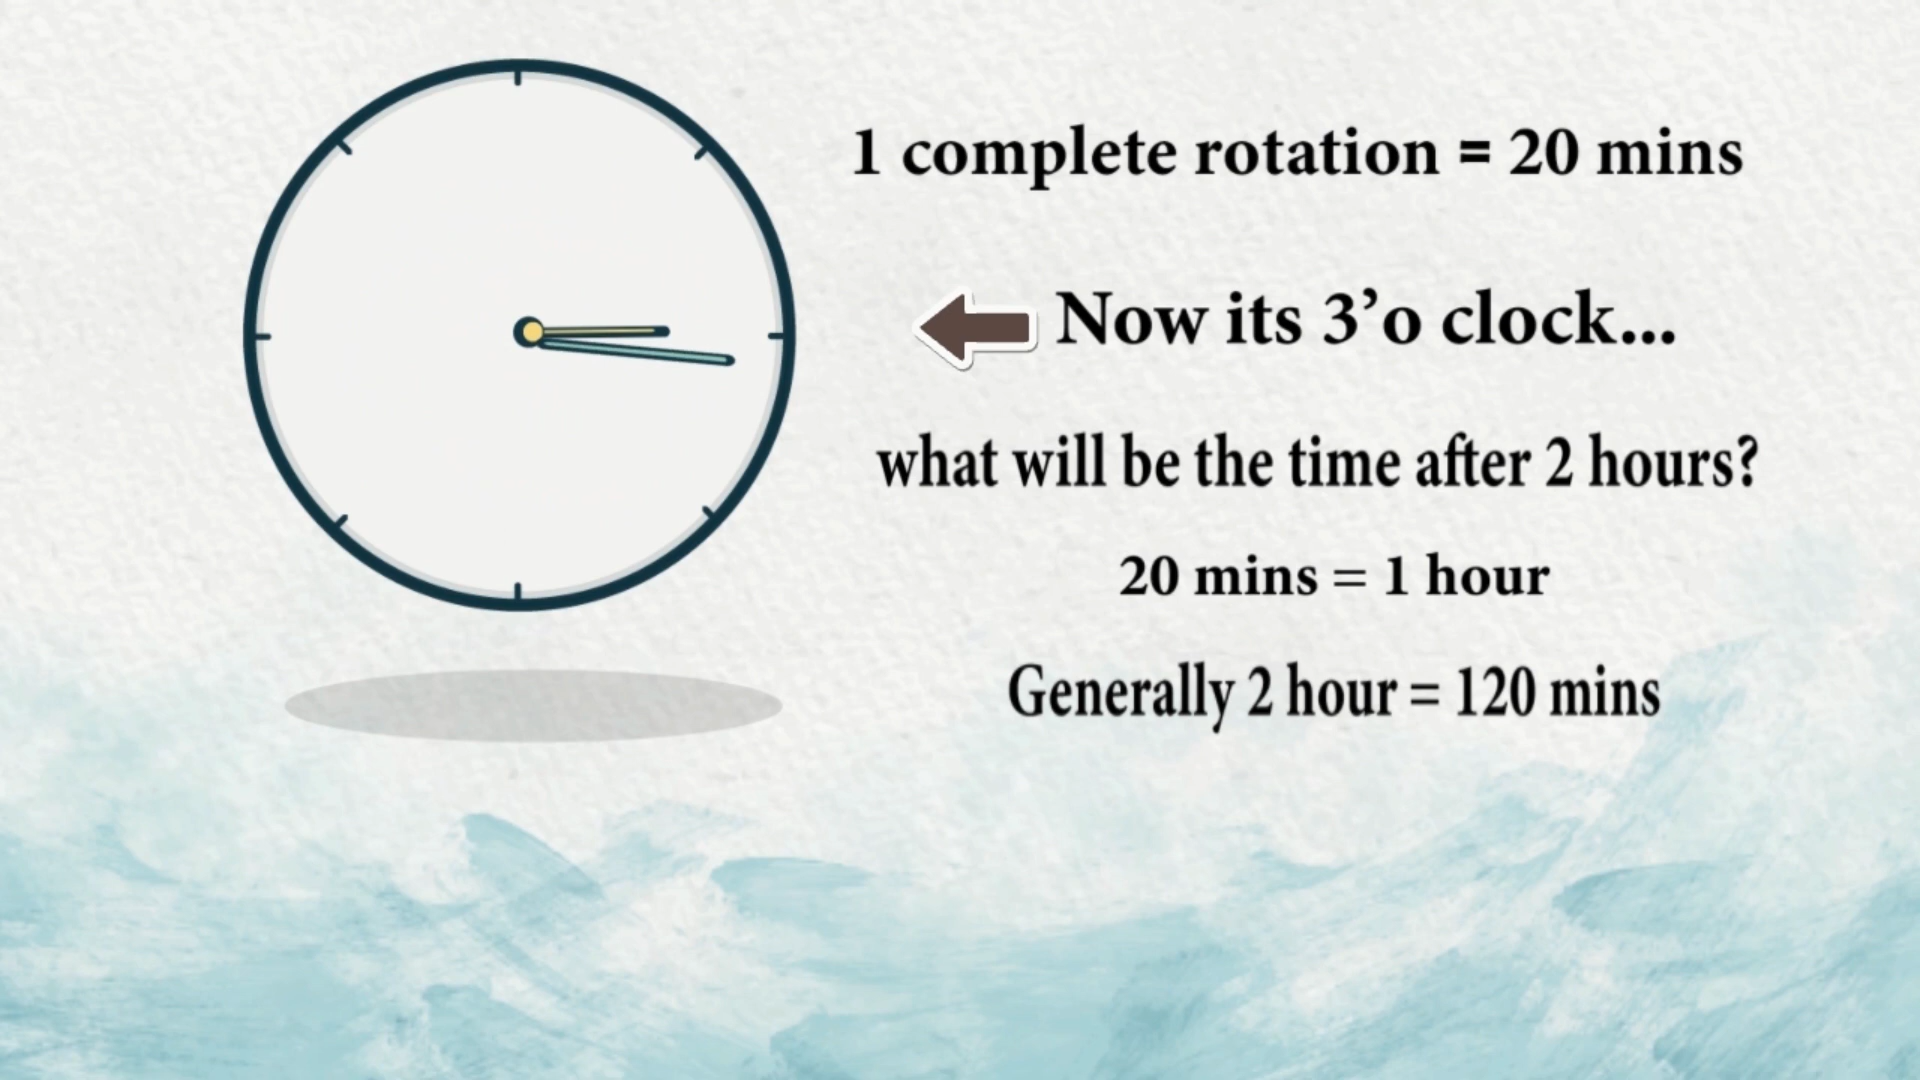 1 complete rotation = 20 mins
Now its 3’o clock...
what will be the time after 2 hours?
20 mins = 1 hour
Generally 2 hour = 120 mins